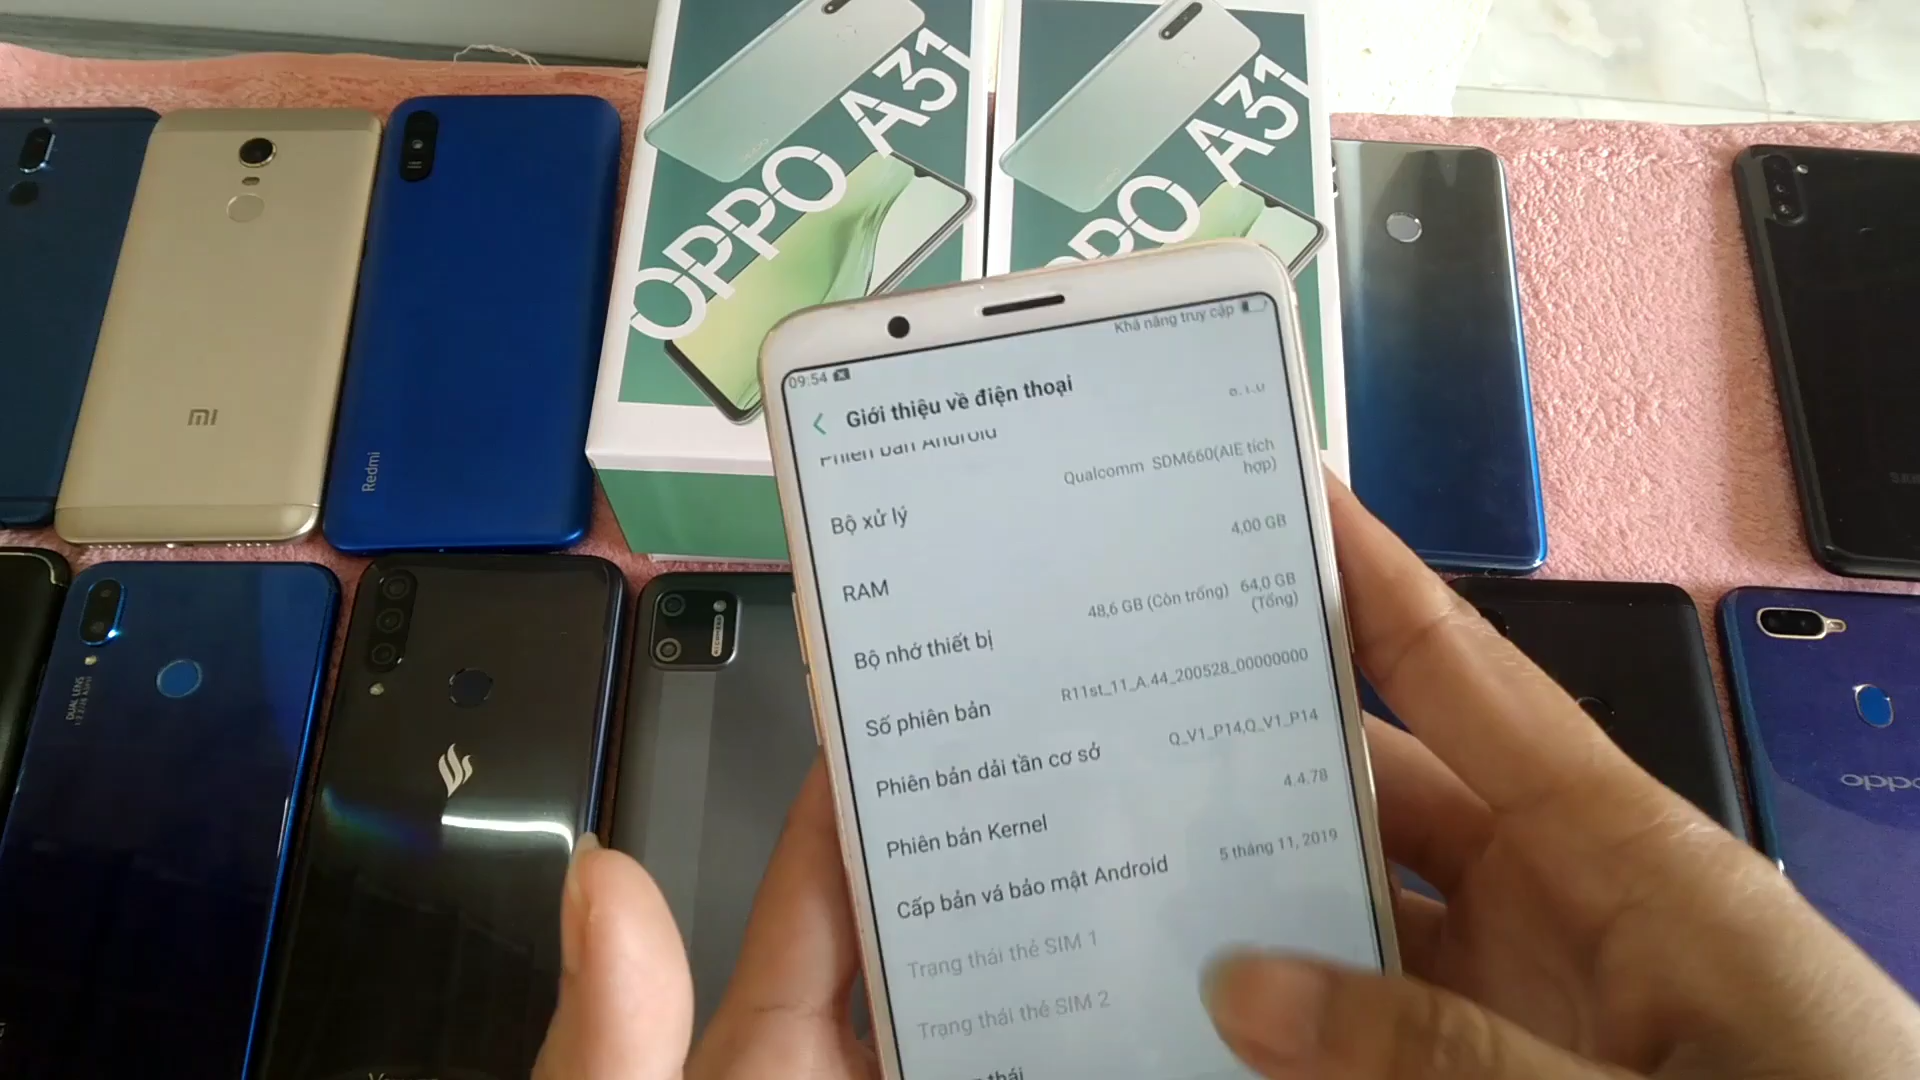 OPPO A31
OPPO A31
MI
Redmi
DUAL LENS
09:54
Khả năng truy cập
Giới thiệu về điện thoại
Phiên bản Android
Bộ xử lý
Qualcomm SDM660(AIE tích
hợp)
RAM
4,00 GB
Bộ nhớ thiết bị
48,6 GB (Còn trống) 64,0 GB
(Tổng)
Số phiên bản
R11st_11_A.44_200528_00000000
Phiên bản dải tần cơ sở
Q_V1_P14,Q_V1_P14
Phiên bản Kernel
4.4.78
Cấp bản vá bảo mật Android
5 tháng 11, 2019
Trạng thái thẻ SIM 1
Trạng thái thẻ SIM 2
thái
oppo